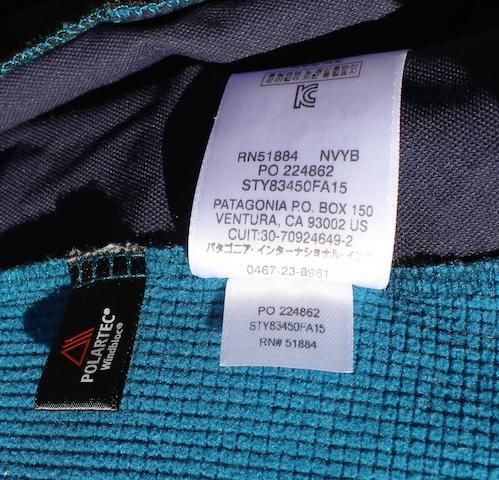 RN51884 NVYB
PO 224862
STY83450FA15
PATAGONIA P.O. BOX 150
VENTURA, CA 93002 US
CUIT:30-70924649-2
パタゴニア・インターナショナル・インク
0467-23-8961
PO 224862
STY83450FA15
RN# 51884
POLARTEC®
Windbloc®